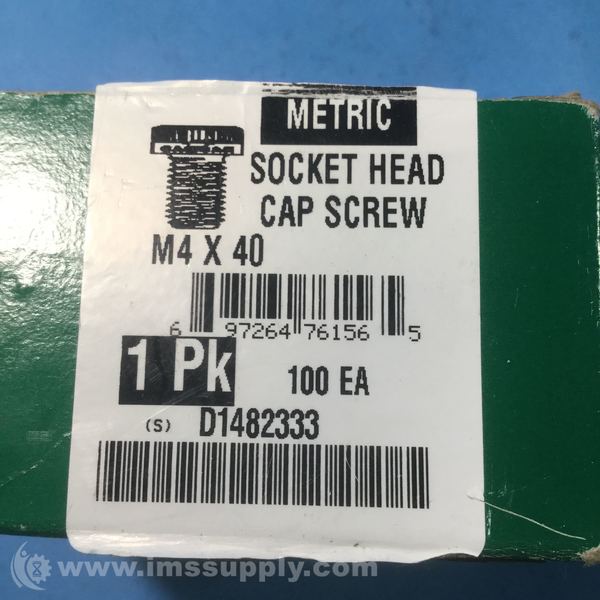 METRIC
SOCKET HEAD
CAP SCREW
M4 X 40
6 97264 76156 5
1 Pk
100 EA
(S) D1482333
www.imssupply.com